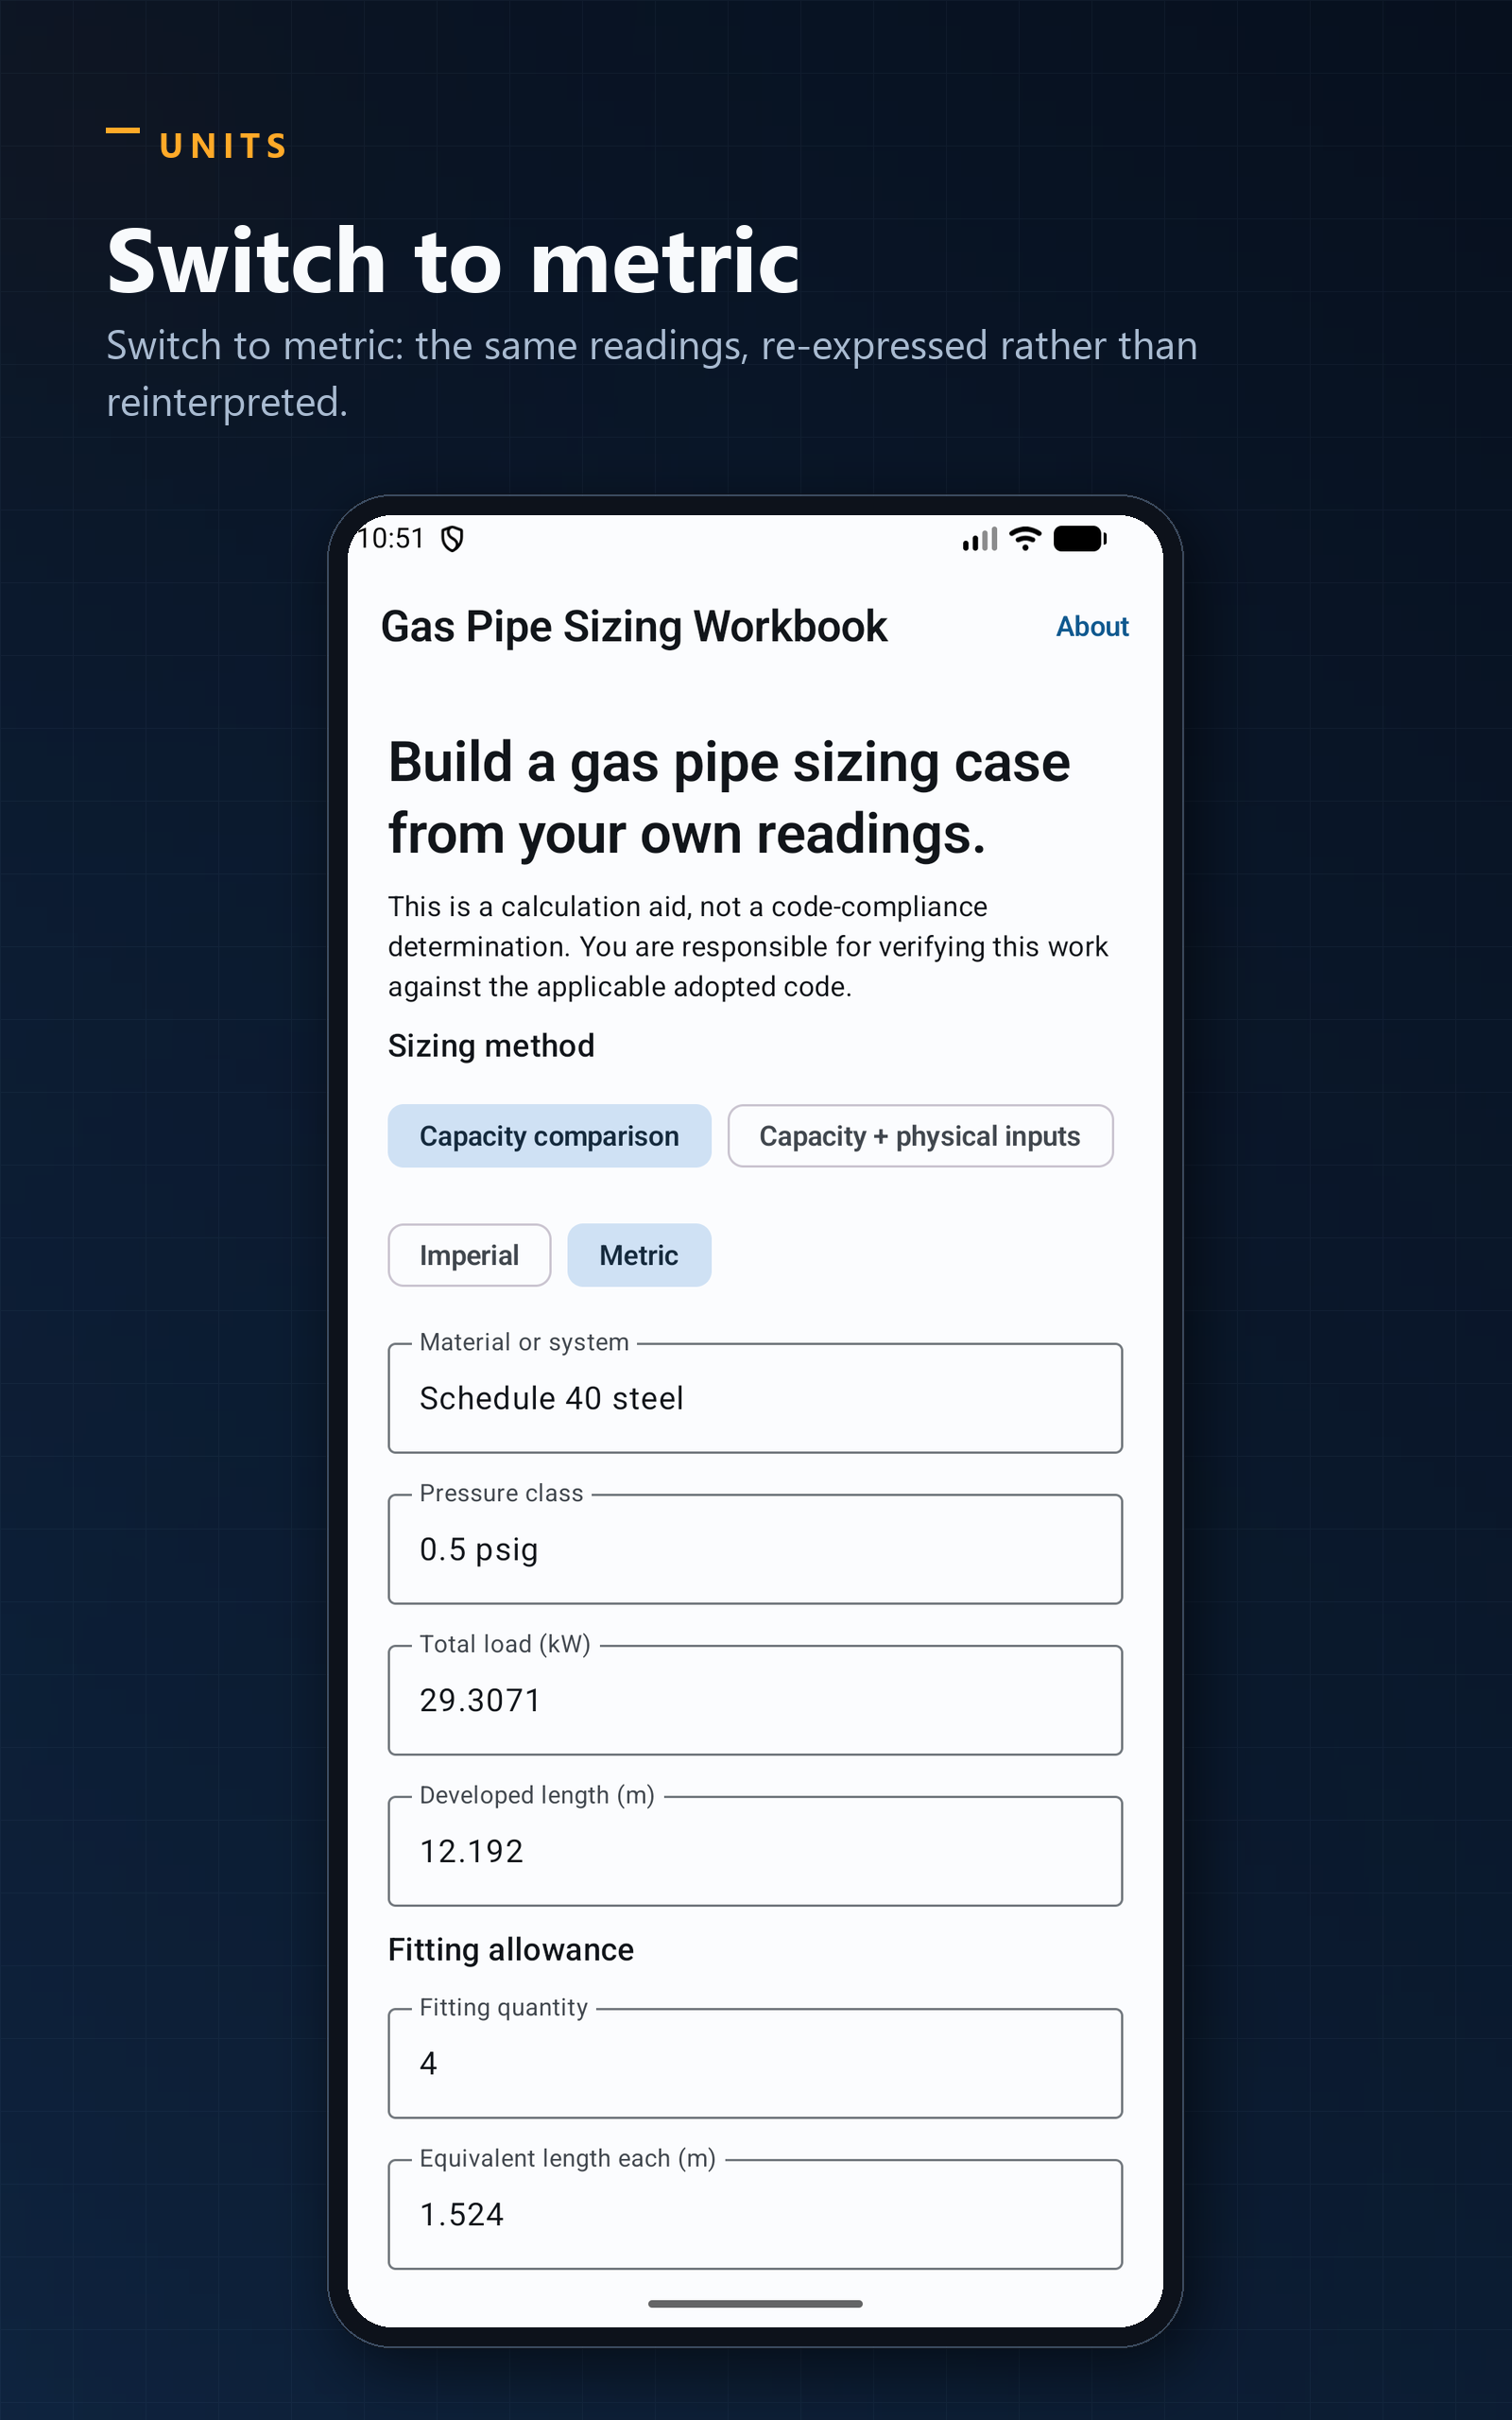 UNITS
Switch to metric
Switch to metric: the same readings, re-expressed rather than
reinterpreted.
10:51
Gas Pipe Sizing Workbook
About
Build a gas pipe sizing case
from your own readings.
This is a calculation aid, not a code-compliance
determination. You are responsible for verifying this work
against the applicable adopted code.
Sizing method
Capacity comparison
Capacity + physical inputs
Imperial
Metric
Material or system
Schedule 40 steel
Pressure class
0.5 psig
Total load (kW)
29.3071
Developed length (m)
12.192
Fitting allowance
Fitting quantity
4
Equivalent length each (m)
1.524